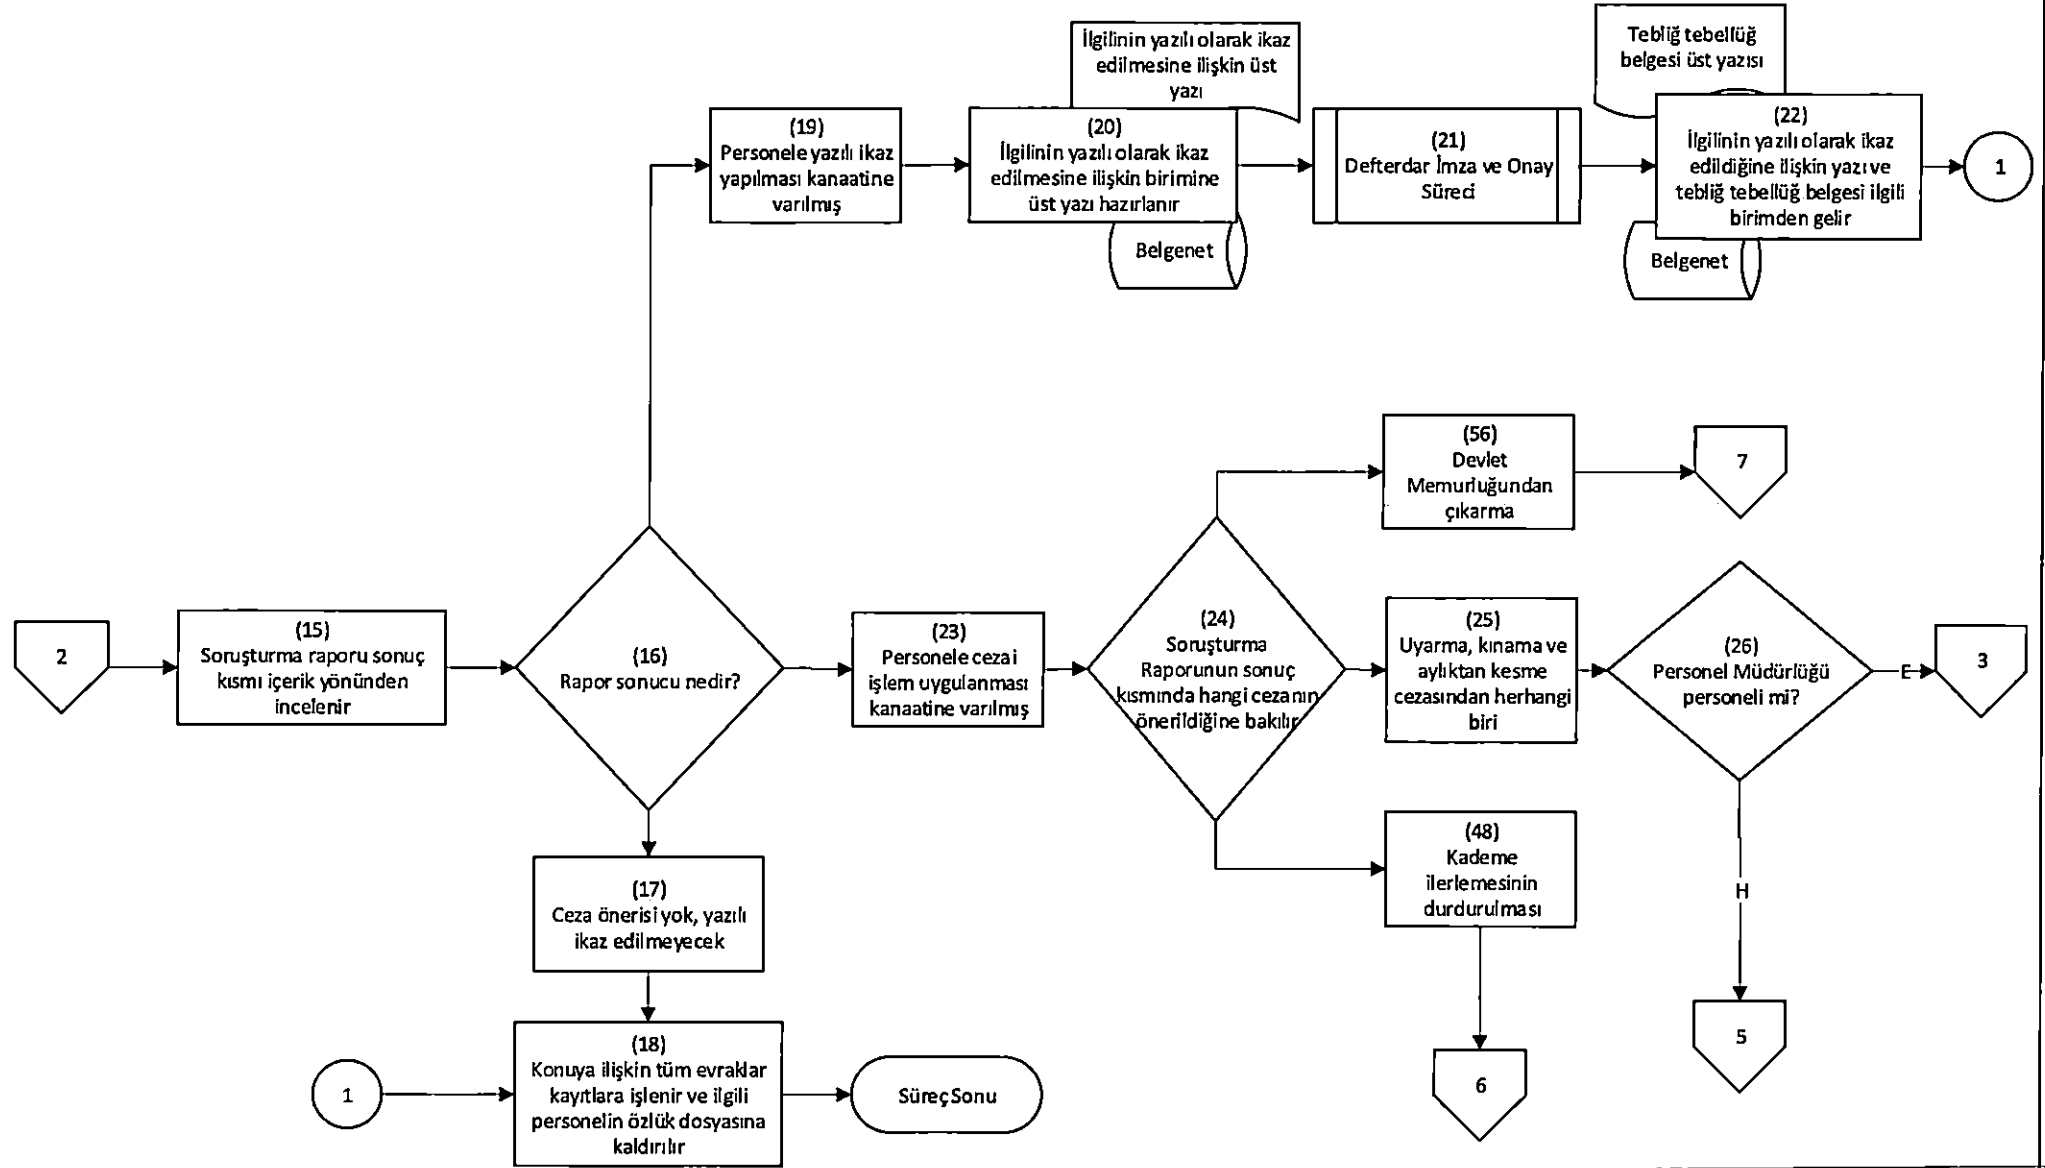 İlgilinin yazılı olarak ikaz
edilmesine ilişkin üst
yazı
Tebliğ tebellüğ
belgesi üst yazısı
(19)
Personele yazılı ikaz
yapılması kanaatine
varılmış
(20)
İlgilinin yazılı olarak ikaz
edilmesine ilişkin birimine
üst yazı hazırlanır
Belgenet
(21)
Defterdar İmza ve Onay
Süreci
(22)
İlgilinin yazılı olarak ikaz
edildiğine ilişkin yazı ve
tebliğ tebellüğ belgesi ilgili
birimden gelir
Belgenet
1
(56)
Devlet
Memurluğundan
çıkarma
7
2
(15)
Soruşturma raporu sonuç
kısmı içerik yönünden
incelenir
(16)
Rapor sonucu nedir?
(23)
Personele cezai
işlem uygulanması
kanaatine varılmış
(24)
Soruşturma
Raporunun sonuç
kısmında hangi cezanın
önerildiğine bakılır
(25)
Uyarma, kınama ve
aylıktan kesme
cezasından herhangi
biri
(26)
Personel Müdürlüğü
personeli mi?
E
3
(48)
Kademe
ilerlemesinin
durdurulması
H
(17)
Ceza önerisi yok, yazılı
ikaz edilmeyecek
5
6
1
(18)
Konuya ilişkin tüm evraklar
kayıtlara işlenir ve ilgili
personelin özlük dosyasına
kaldırılır
Süreç Sonu